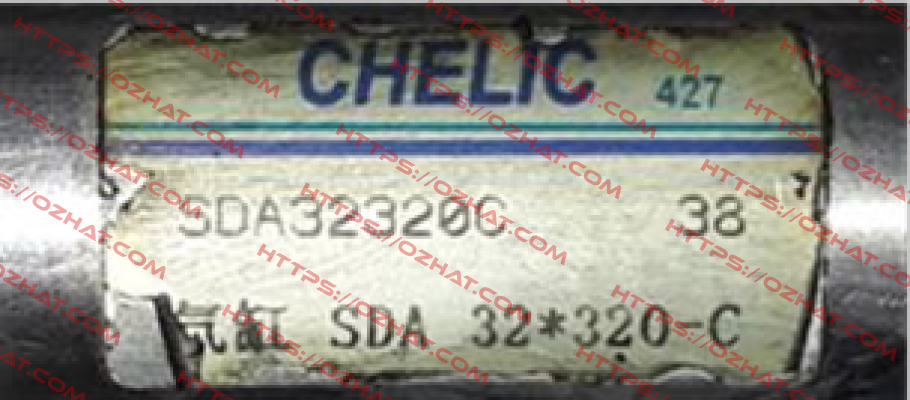 CHELIC 427
SDA32320C 38
气缸 SDA 32*320-C
HTTPS://OZHAT.COM